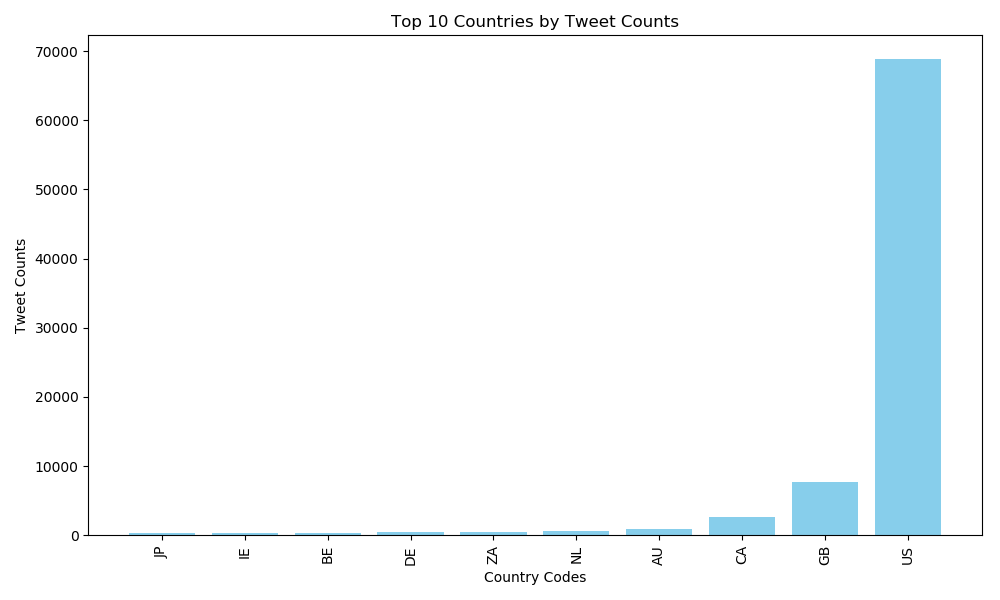 Top 10 Countries by Tweet Counts
Tweet Counts
70000
60000
50000
40000
30000
20000
10000
0
JP
IE
BE
DE
ZA
NL
AU
CA
GB
US
Country Codes